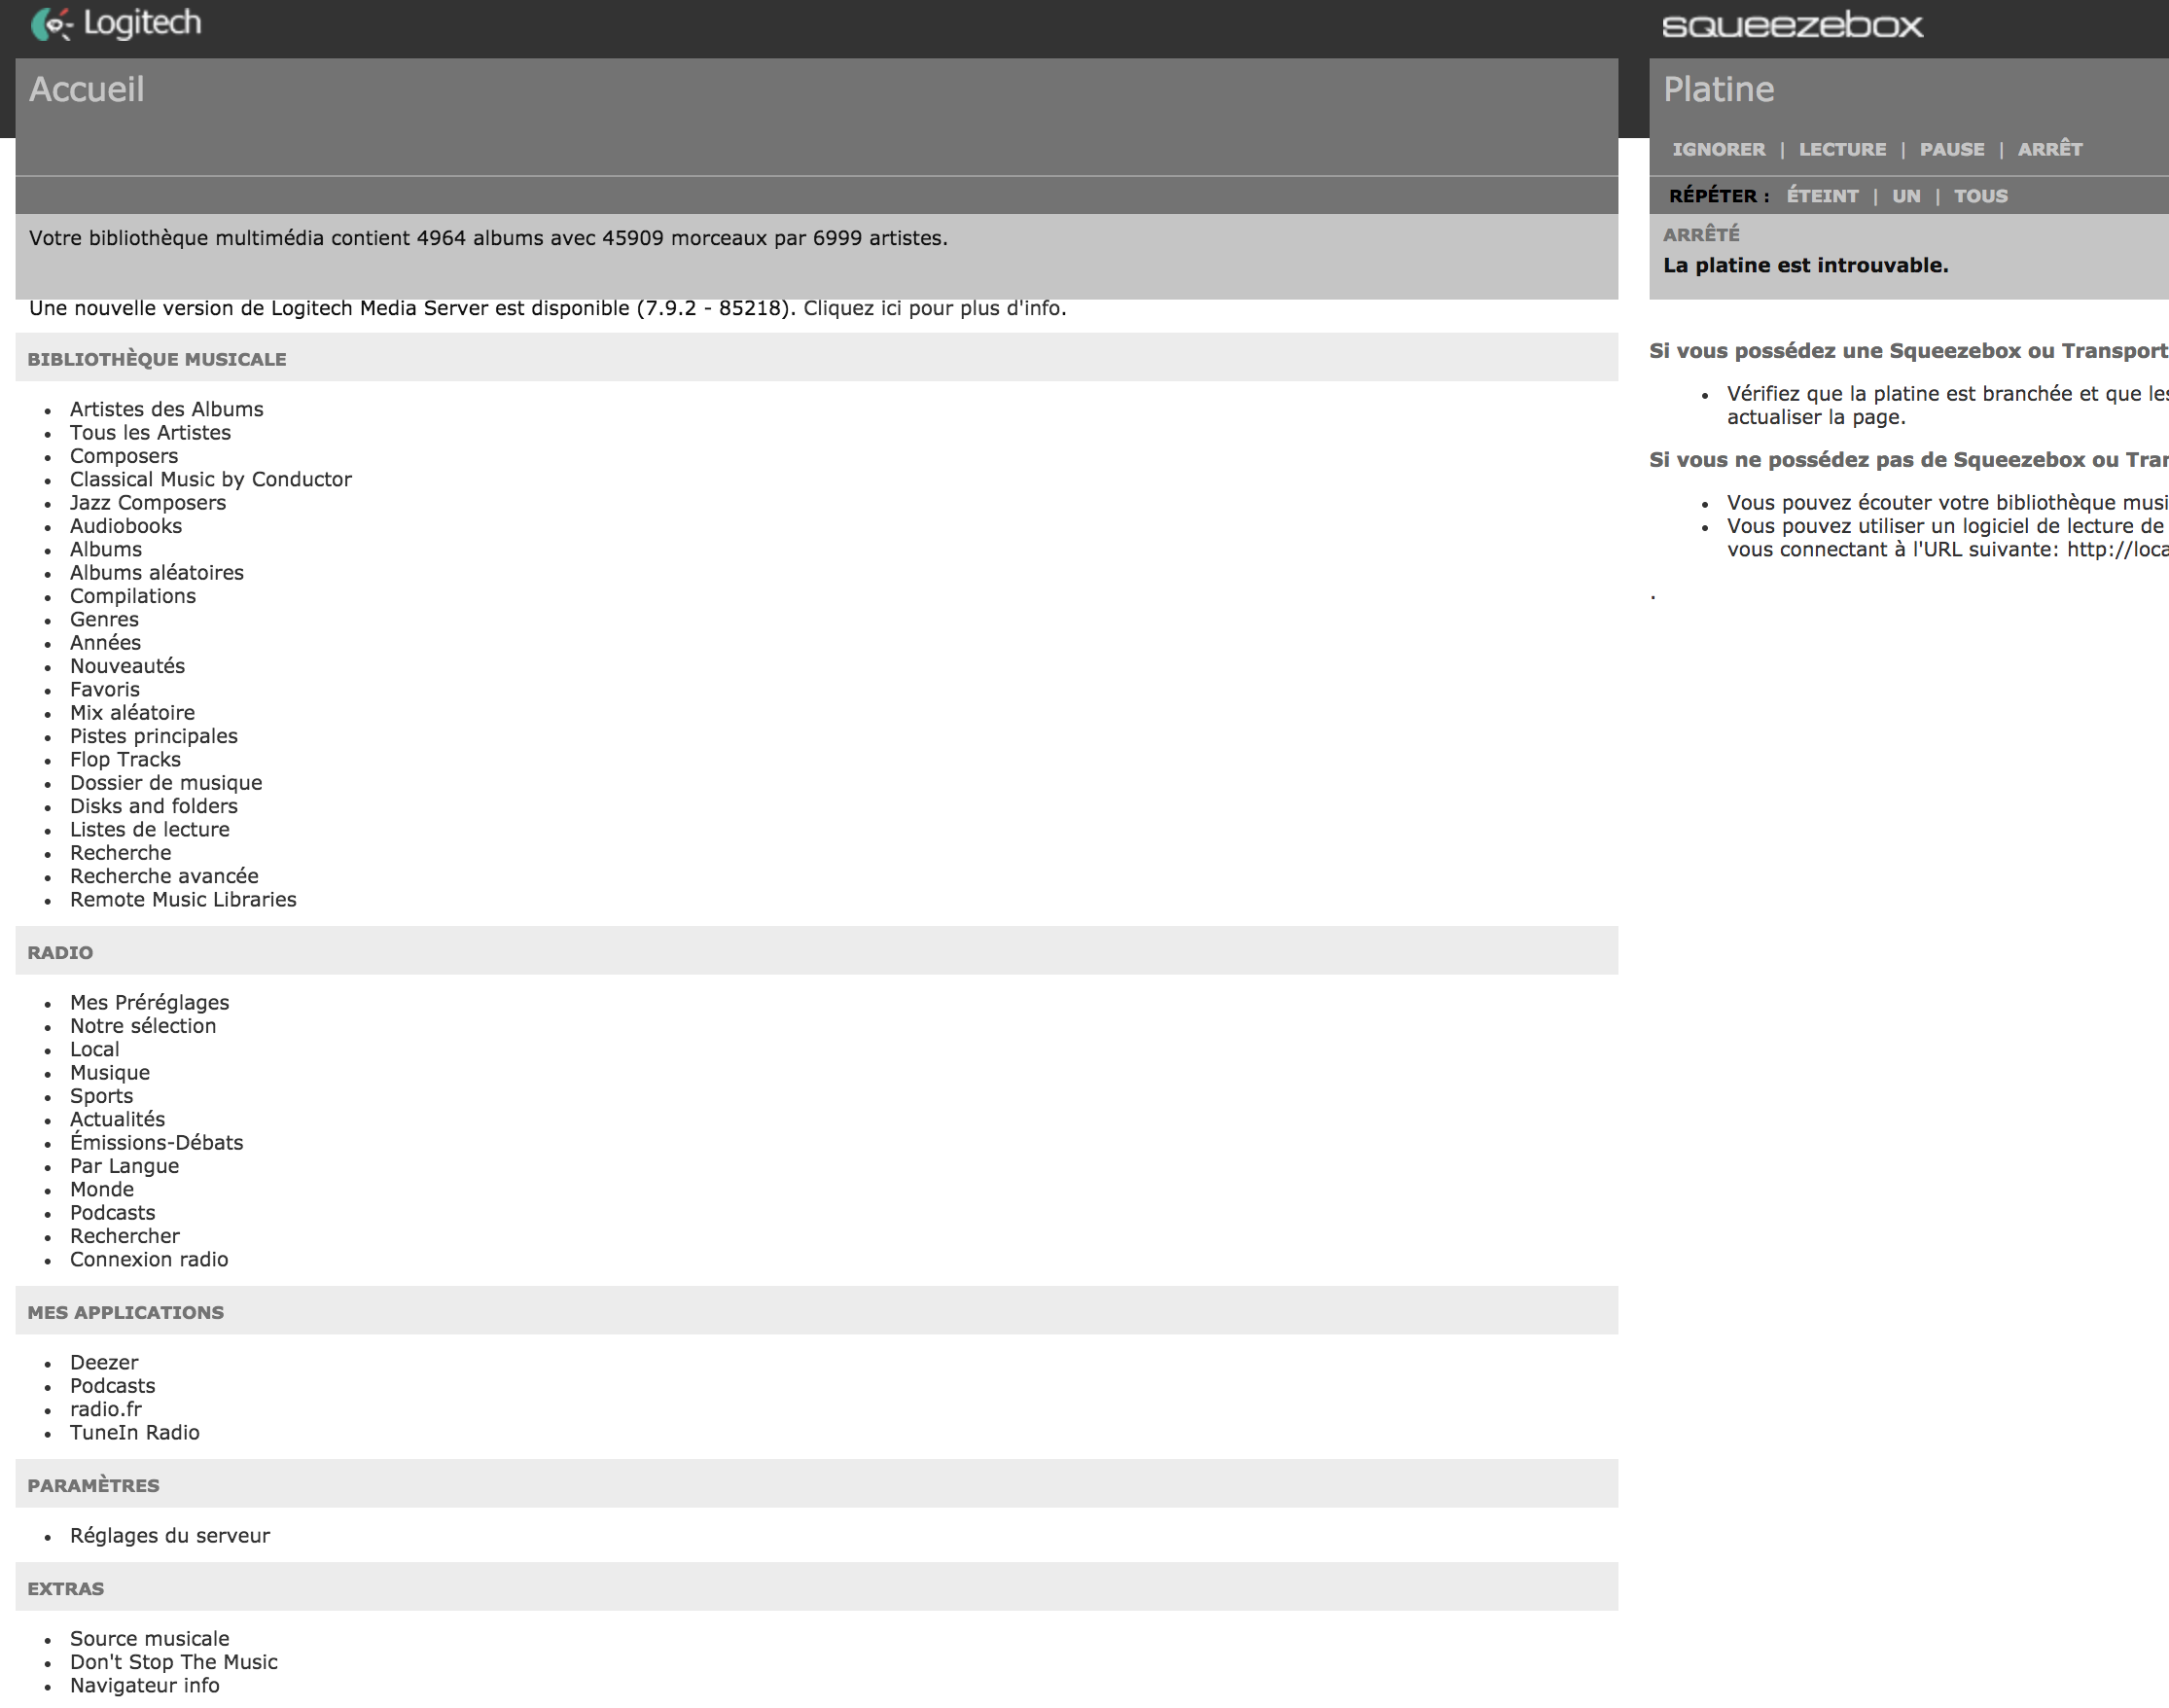 Logitech
Accueil
Votre bibliothèque multimédia contient 4964 albums avec 45909 morceaux par 6999 artistes.
Une nouvelle version de Logitech Media Server est disponible (7.9.2 - 85218). Cliquez ici pour plus d'info.
BIBLIOTHÈQUE MUSICALE
Artistes des Albums
Tous les Artistes
Composers
Classical Music by Conductor
Jazz Composers
Audiobooks
Albums
Albums aléatoires
Compilations
Genres
Années
Nouveautés
Favoris
Mix aléatoire
Pistes principales
Flop Tracks
Dossier de musique
Disks and folders
Listes de lecture
Recherche
Recherche avancée
Remote Music Libraries
RADIO
Mes Préréglages
Notre sélection
Local
Musique
Sports
Actualités
Émissions-Débats
Par Langue
Monde
Podcasts
Rechercher
Connexion radio
MES APPLICATIONS
Deezer
Podcasts
radio.fr
TuneIn Radio
PARAMÈTRES
Réglages du serveur
EXTRAS
Source musicale
Don't Stop The Music
Navigateur info
squeezebox
Platine
IGNORER | LECTURE | PAUSE | ARRÊT
RÉPÉTER : ÉTEINT | UN | TOUS
ARRÊTÉ
La platine est introuvable.
Si vous possédez une Squeezebox ou Transport
Vérifiez que la platine est branchée et que les
actualiser la page.
Si vous ne possédez pas de Squeezebox ou Tran
Vous pouvez écouter votre bibliothèque musi
Vous pouvez utiliser un logiciel de lecture de
vous connectant à l'URL suivante: http://loca
.